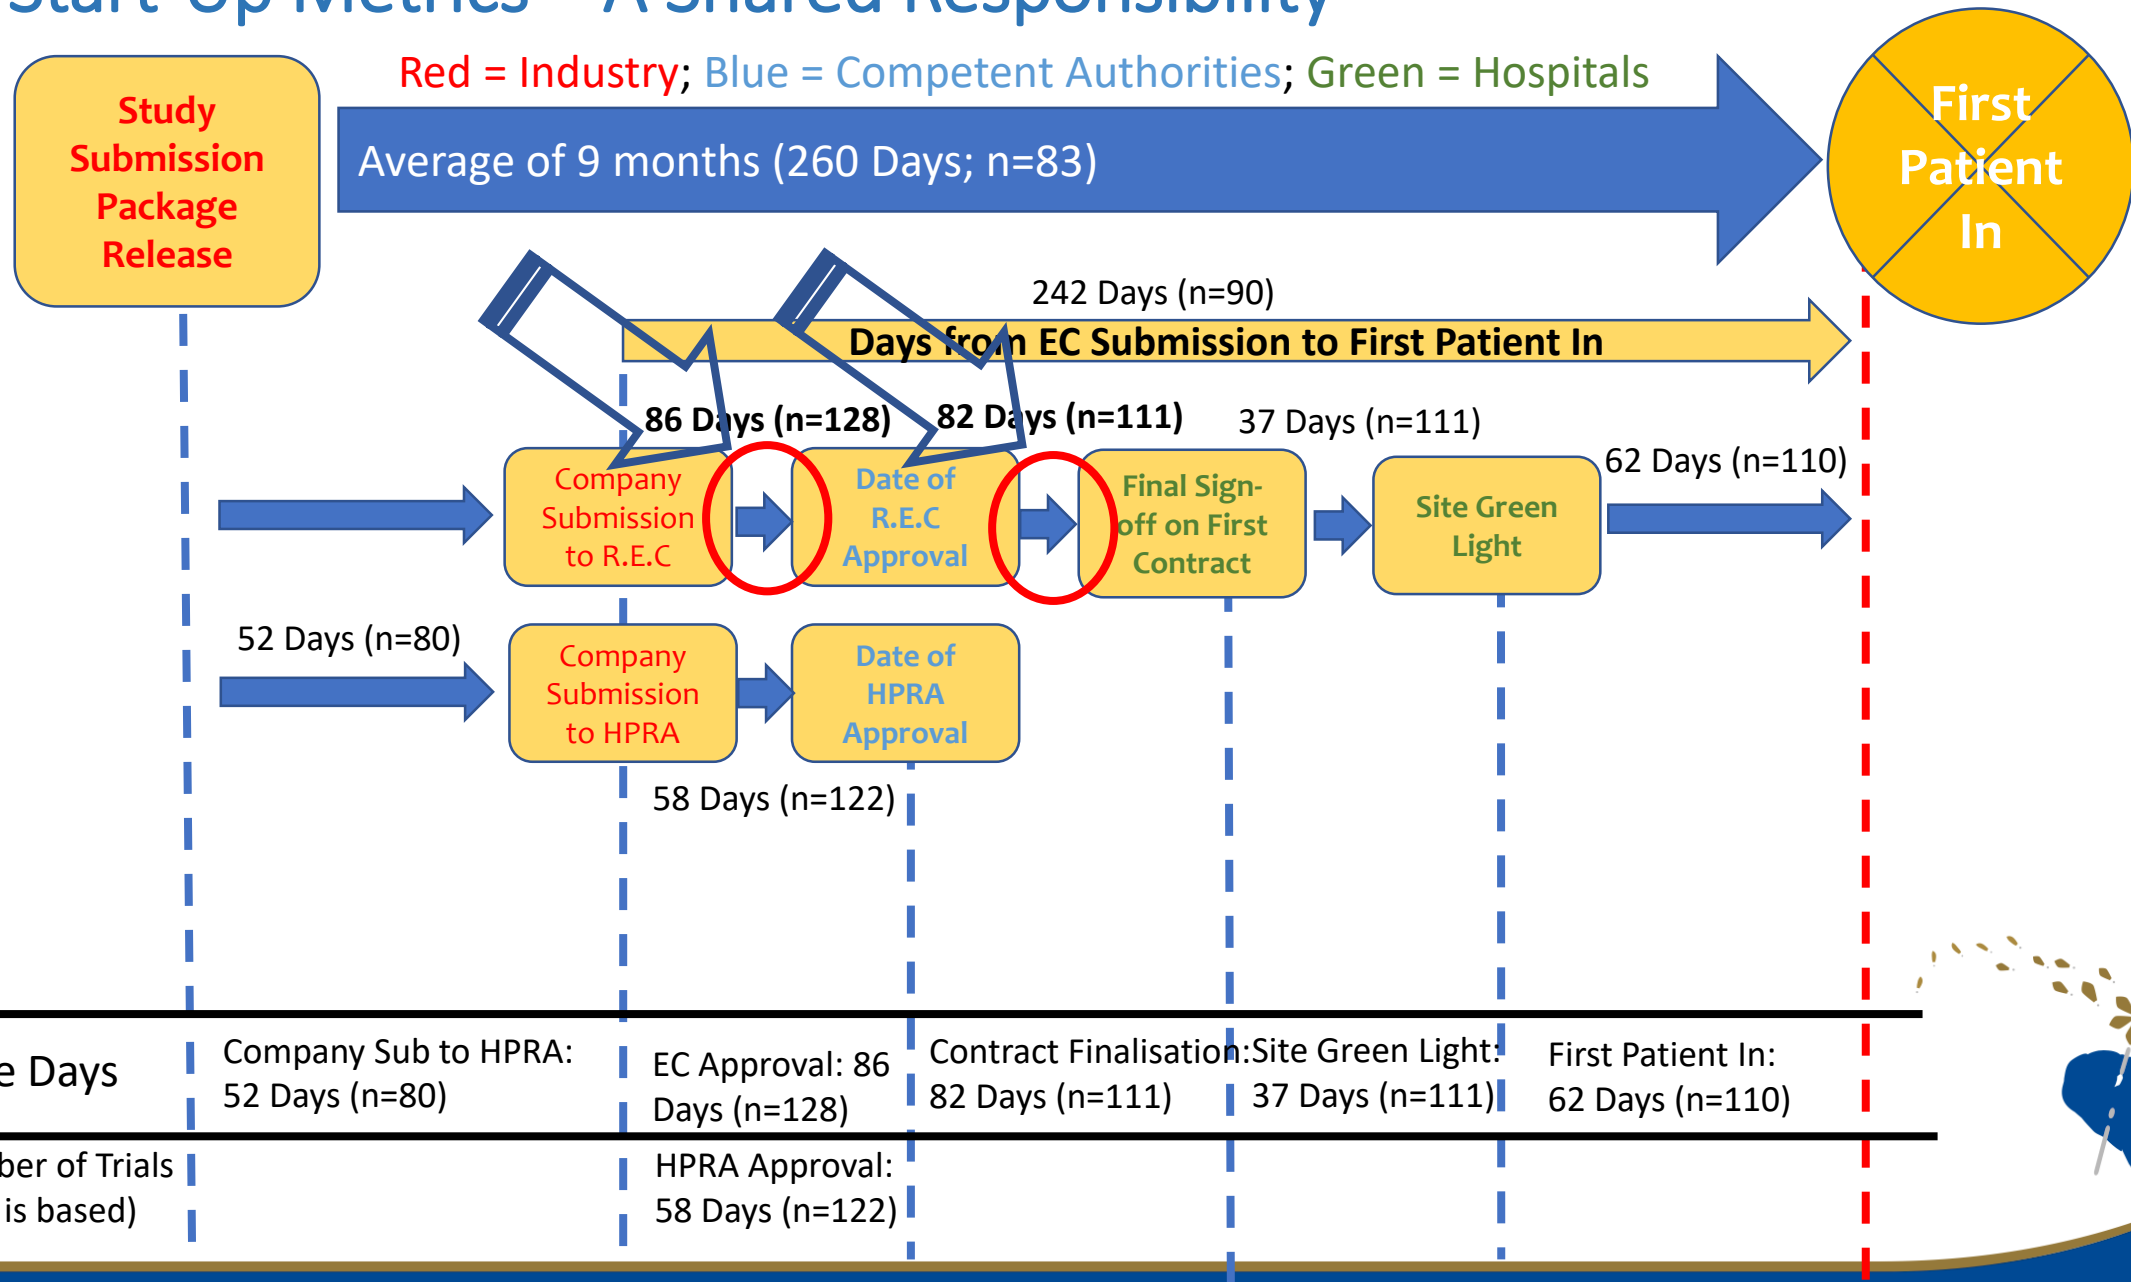 Start-Up Metrics – A Shared Responsibility
Red = Industry; Blue = Competent Authorities; Green = Hospitals
Study
Submission
Package
Release
Average of 9 months (260 Days; n=83)
First
Patient
In
242 Days (n=90)
Days from EC Submission to First Patient In
86 Days (n=128)
82 Days (n=111)
37 Days (n=111)
62 Days (n=110)
Company
Submission
to R.E.C
Date of
R.E.C
Approval
Final Sign-
off on First
Contract
Site Green
Light
52 Days (n=80)
Company
Submission
to HPRA
Date of
HPRA
Approval
58 Days (n=122)
e Days
Company Sub to HPRA:
52 Days (n=80)
EC Approval: 86
Days (n=128)
Contract Finalisation:
82 Days (n=111)
Site Green Light:
37 Days (n=111)
First Patient In:
62 Days (n=110)
ber of Trials
is based)
HPRA Approval:
58 Days (n=122)